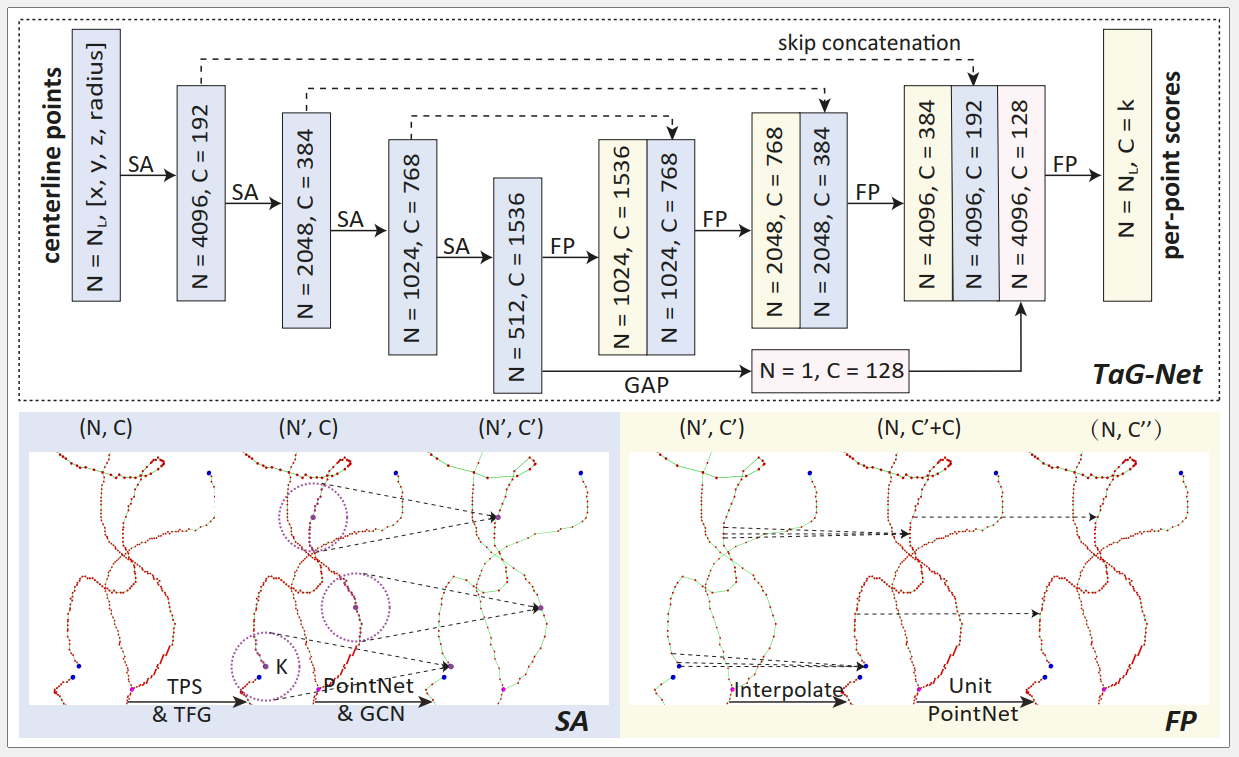 skip concatenation
centerline points
N = N_L, [x, y, z, radius]
SA
N = 4096, C = 192
SA
N = 2048, C = 384
SA
N = 1024, C = 768
SA
N = 512, C = 1536
FP
N = 1024, C = 1536
N = 1024, C = 768
FP
N = 2048, C = 768
N = 2048, C = 384
FP
N = 4096, C = 384
N = 4096, C = 192
N = 4096, C = 128
FP
N = N_L, C = k
per-point scores
GAP
N = 1, C = 128
TaG-Net
(N, C)
(N’, C)
(N’, C’)
K
TPS
& TFG
PointNet
& GCN
SA
(N’, C’)
(N, C’+C)
(N, C’’)
Interpolate
Unit
PointNet
FP